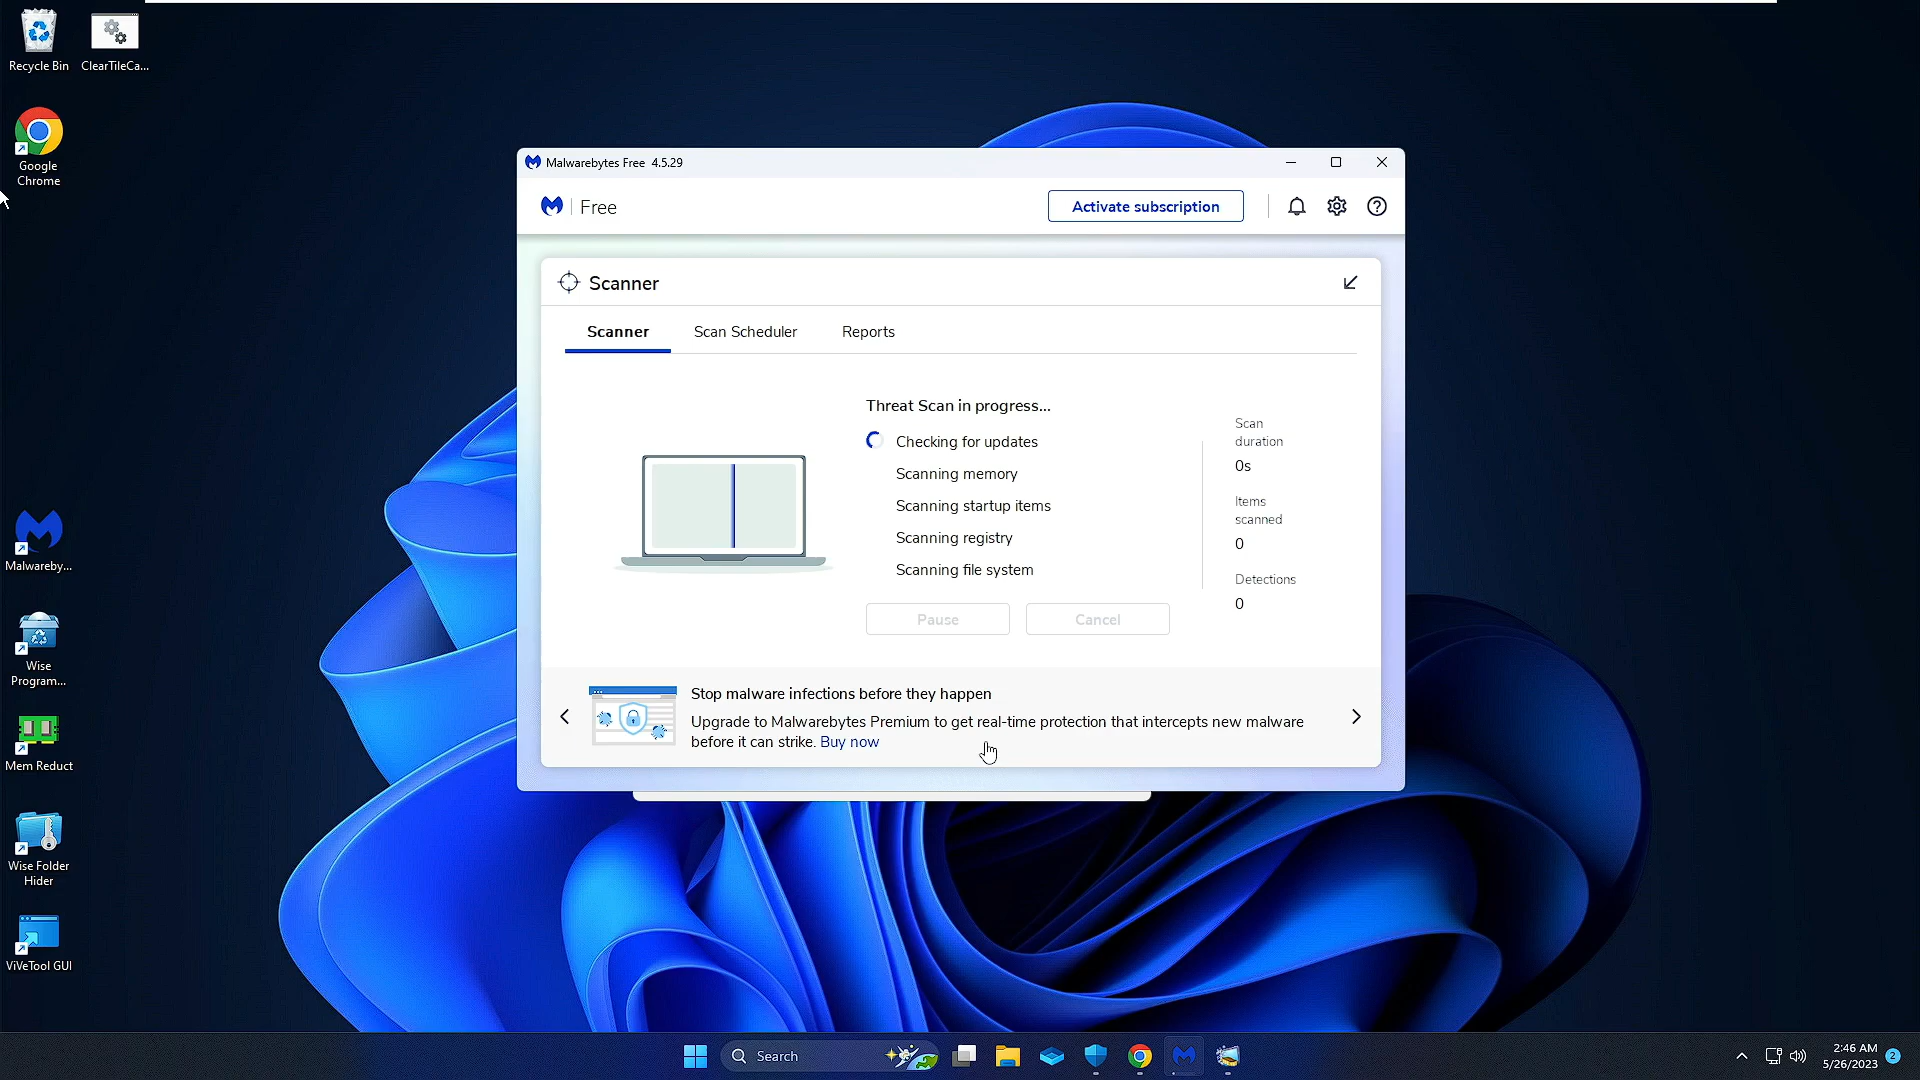 Recycle Bin
ClearTileCa...
Google
Chrome
Malwareby...
Wise
Program...
Mem Reduct
Wise Folder
Hider
ViVeTool GUI
Malwarebytes Free 4.5.29
Free
Activate subscription
Scanner
Scanner
Scan Scheduler
Reports
Threat Scan in progress...
Checking for updates
Scanning memory
Scanning startup items
Scanning registry
Scanning file system
Pause
Cancel
Scan
duration
0s
Items
scanned
0
Detections
0
Stop malware infections before they happen
Upgrade to Malwarebytes Premium to get real-time protection that intercepts new malware
before it can strike. Buy now
Search
2:46 AM
5/26/2023
2